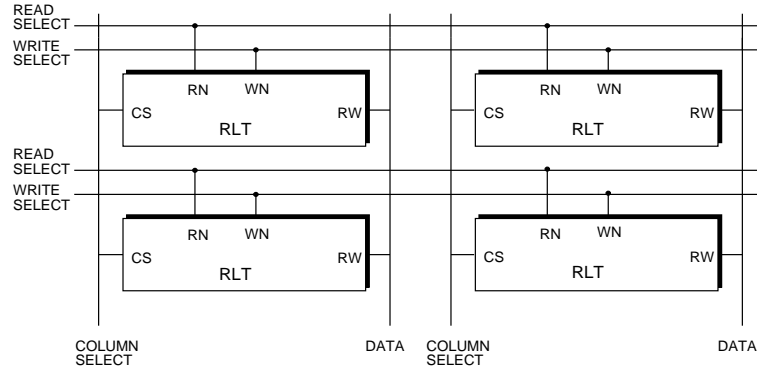 READ
SELECT
WRITE
SELECT
RN WN RN WN
CS RW CS RW
RLT RLT
READ
SELECT
WRITE
SELECT
RN WN RN WN
CS RW CS RW
RLT RLT
COLUMN DATA COLUMN DATA
SELECT SELECT